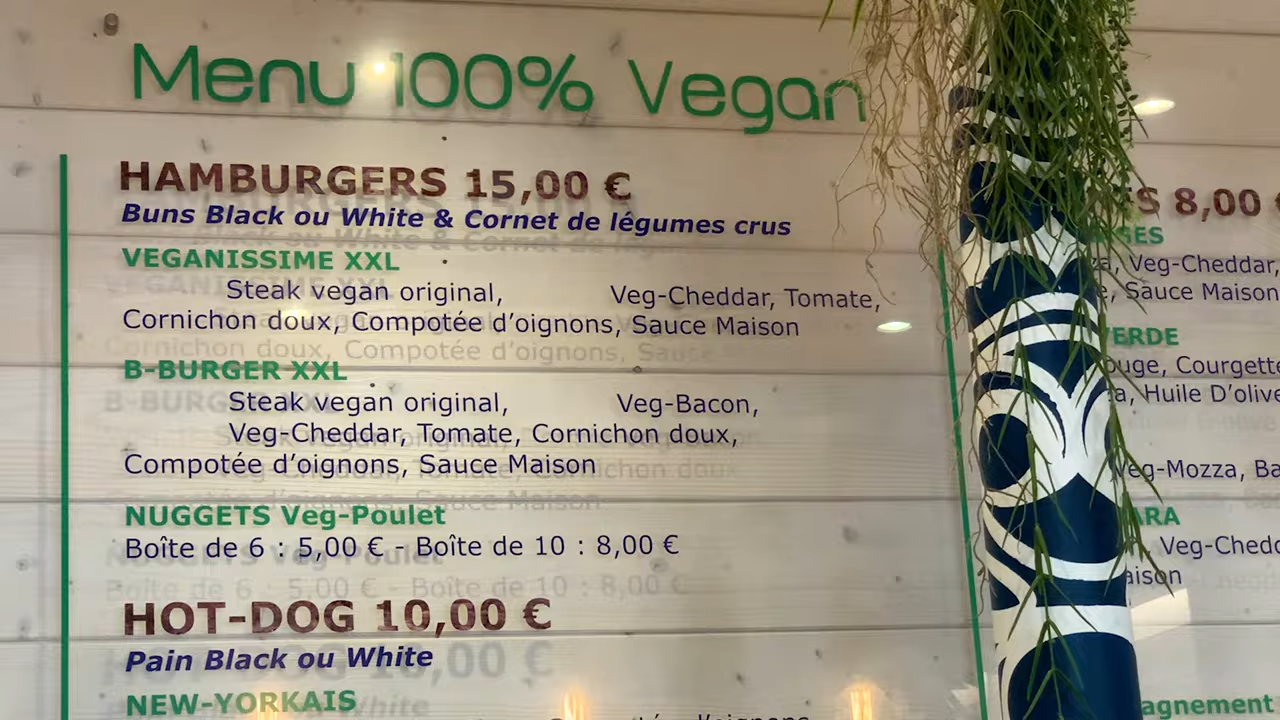 Menu 100% Vegan
HAMBURGERS 15,00 €
Buns Black ou White & Cornet de légumes crus
VEGANISSIME XXL
Steak vegan original, Veg-Cheddar, Tomate,
Cornichon doux, Compotée d'oignons, Sauce Maison
B-BURGER XXL
Steak vegan original, Veg-Bacon,
Veg-Cheddar, Tomate, Cornichon doux,
Compotée d'oignons, Sauce Maison
NUGGETS Veg-Poulet
Boîte de 6 : 5,00 € - Boîte de 10 : 8,00 €
HOT-DOG 10,00 €
Pain Black ou White
NEW-YORKAIS
d'oignons
8,00 €
Veg-Cheddar,
Sauce Maison
Courgette
Huile D'olive
Veg-Mozza,